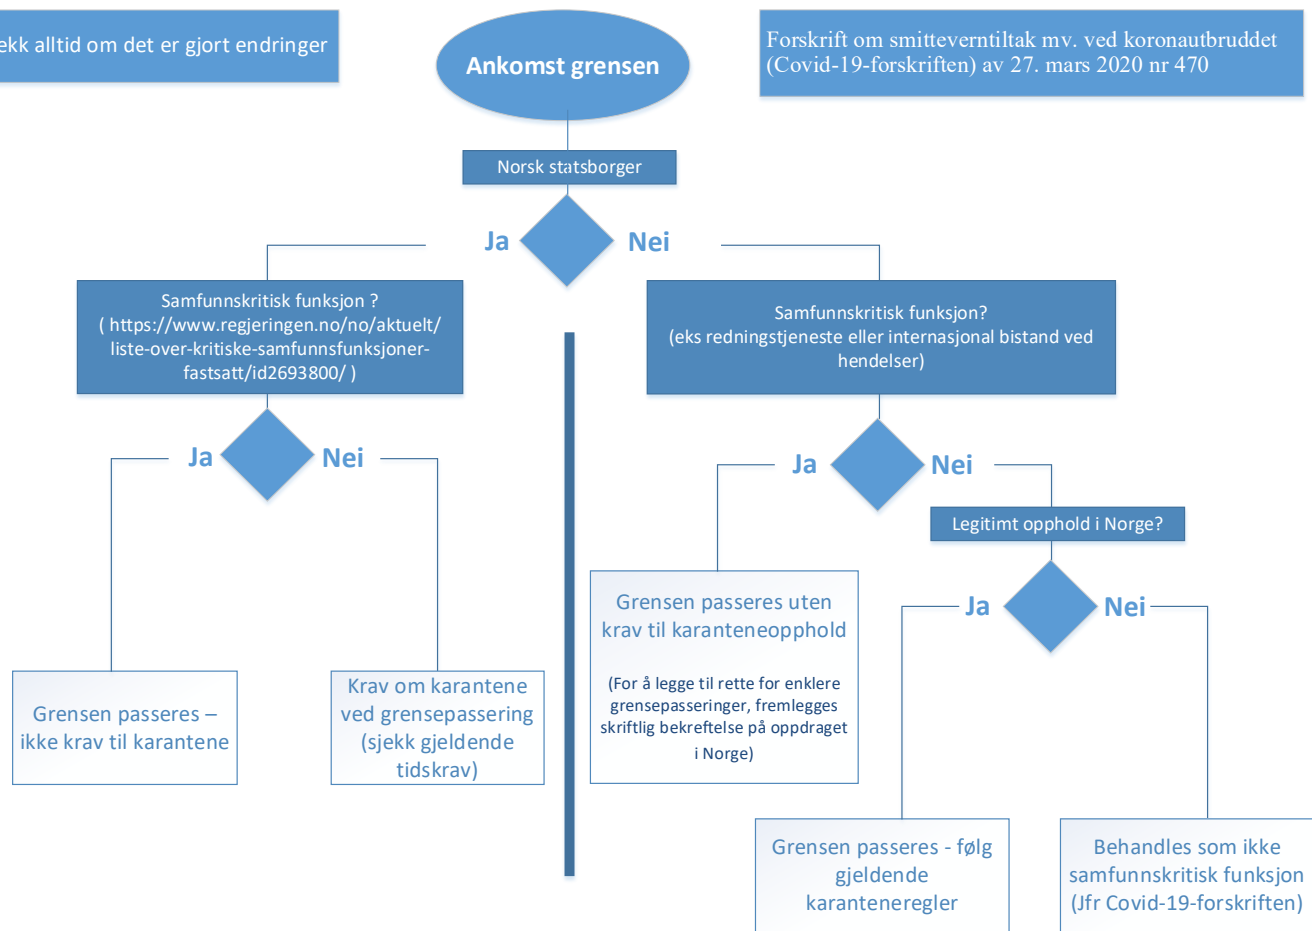 ekk alltid om det er gjort endringer
Ankomst grensen
Forskrift om smitteverntiltak mv. ved koronautbruddet
(Covid-19-forskriften) av 27. mars 2020 nr 470
Norsk statsborger
Ja
Nei
Samfunnskritisk funksjon ?
( https://www.regjeringen.no/no/aktuelt/
liste-over-kritiske-samfunnsfunksjoner-
fastsatt/id2693800/ )
Samfunnskritisk funksjon?
(eks redningstjeneste eller internasjonal bistand ved
hendelser)
Ja
Nei
Ja
Nei
Legitimt opphold i Norge?
Ja
Nei
Grensen passeres –
ikke krav til karantene
Krav om karantene
ved grensepassering
(sjekk gjeldende
tidskrav)
Grensen passeres uten
krav til karanteneopphold
(For å legge til rette for enklere
grensepasseringer, fremlegges
skriftlig bekreftelse på oppdraget
i Norge)
Grensen passeres - følg
gjeldende
karanteneregler
Behandles som ikke
samfunnskritisk funksjon
(Jfr Covid-19-forskriften)